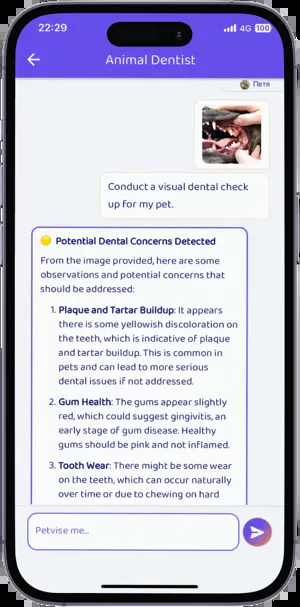 22:29
4G 100
Animal Dentist
Петя
Conduct a visual dental check
up for my pet.
Potential Dental Concerns Detected
From the image provided, here are some
observations and potential concerns that
should be addressed:
1. Plaque and Tartar Buildup: It appears
there is some yellowish discoloration on
the teeth, which is indicative of plaque
and tartar buildup. This is common in
pets and can lead to more serious
dental issues if not addressed.
2. Gum Health: The gums appear slightly
red, which could suggest gingivitis, an
early stage of gum disease. Healthy
gums should be pink and not inflamed.
3. Tooth Wear: There might be some wear
on the teeth, which can occur naturally
over time or due to chewing on hard
Petvise me...